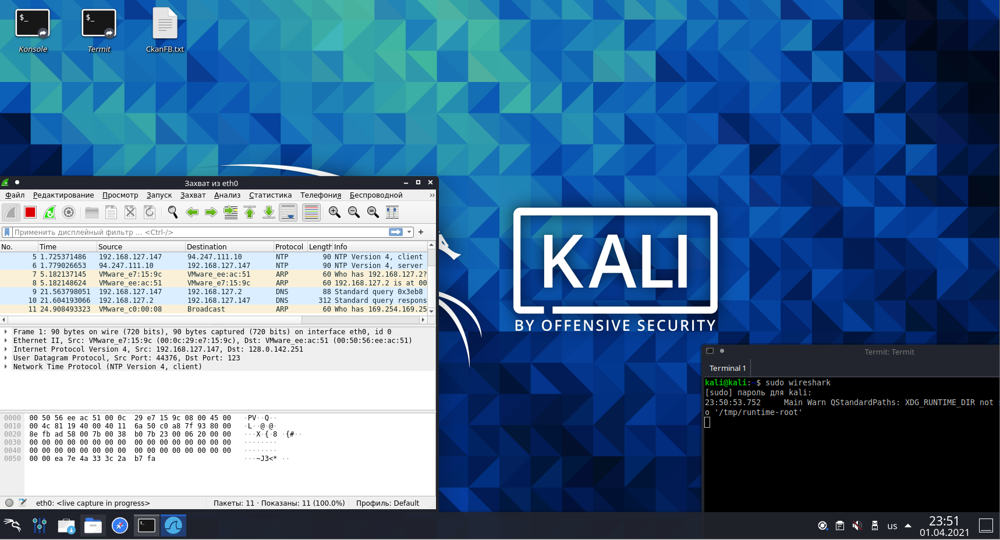 Konsole
Termit
CkanFB.txt
Захват из eth0
Файл Редактирование Просмотр Запуск Захват Анализ Статистика Телефония Беспроводной »
Применить дисплейный фильтр ... <Ctrl-/>
No. Time Source Destination Protocol Length Info
5 1.725371486 192.168.127.147 94.247.111.10 NTP 90 NTP Version 4, client
6 1.779026653 94.247.111.10 192.168.127.147 NTP 90 NTP Version 4, server
7 5.182137145 VMware_e7:15:9c VMware_ee:ac:51 ARP 60 Who has 192.168.127.2?
8 5.182148624 VMware_ee:ac:51 VMware_e7:15:9c ARP 60 192.168.127.2 is at 00
9 21.563798051 192.168.127.147 192.168.127.2 DNS 88 Standard query 0x3eb8
10 21.604193066 192.168.127.2 192.168.127.147 DNS 312 Standard query respons
11 24.908493323 VMware_c0:00:08 Broadcast ARP 60 Who has 169.254.169.25
Frame 1: 90 bytes on wire (720 bits), 90 bytes captured (720 bits) on interface eth0, id 0
Ethernet II, Src: VMware_e7:15:9c (00:0c:29:e7:15:9c), Dst: VMware_ee:ac:51 (00:50:56:ee:ac:51)
Internet Protocol Version 4, Src: 192.168.127.147, Dst: 128.0.142.251
User Datagram Protocol, Src Port: 44376, Dst Port: 123
Network Time Protocol (NTP Version 4, client)
0000 00 50 56 ee ac 51 00 0c 29 e7 15 9c 08 00 45 00 ·PV··Q··
0010 00 4c 81 19 40 00 40 11 6a 50 c0 a8 7f 93 80 00 ·L··@·@·
0020 8e fb ad 58 00 7b 00 38 b0 7b 23 00 06 20 00 00 ···X·{·8 ·{#··
0030 00 00 00 00 00 00 00 00 00 00 00 00 00 00 00 00 ········
0040 00 00 00 00 00 00 00 00 00 00 00 00 00 00 00 00 ········
0050 00 00 ea 7e 4a 33 3c 2a b7 fa ···~J3<* ··
eth0: <live capture in progress> Пакеты: 11 · Показаны: 11 (100.0%) Профиль: Default
KALI
BY OFFENSIVE SECURITY
Termit: Termit
Terminal 1
kali@kali:~$ sudo wireshark
[sudo] пароль для kali:
23:50:53.752 Main Warn QStandardPaths: XDG_RUNTIME_DIR not s
o '/tmp/runtime-root'
us
23:51
01.04.2021